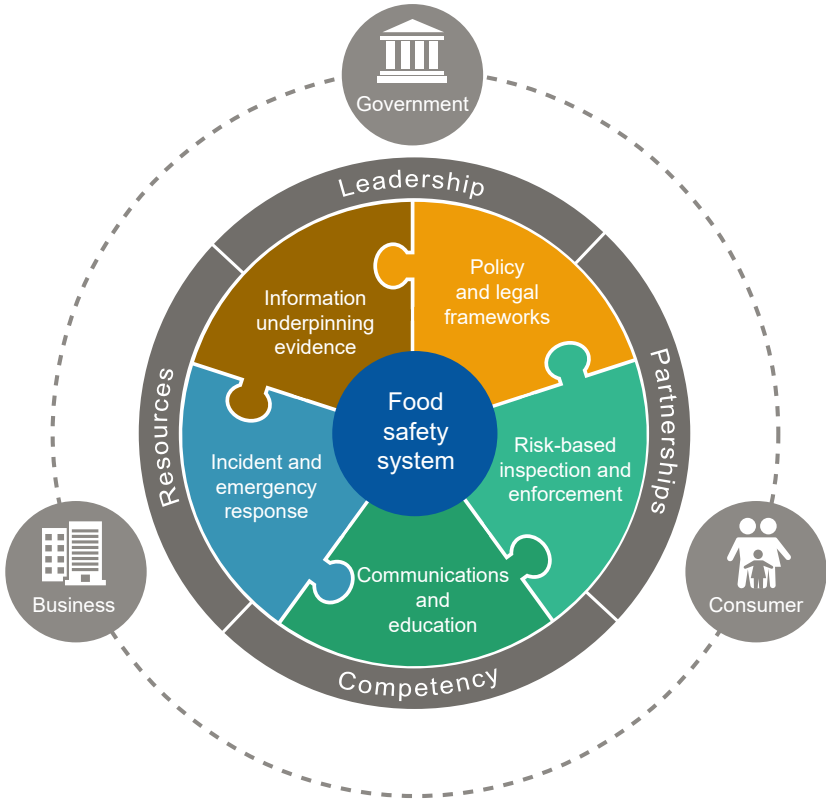 Government
Leadership
Policy
and legal
frameworks
Information
underpinning
evidence
Partnerships
Resources
Food
safety
system
Risk-based
inspection and
enforcement
Incident and
emergency
response
Communications
and
education
Business
Consumer
Competency